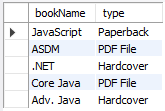 bookName type
JavaScript Paperback
ASDM PDF File
.NET Hardcover
Core Java PDF File
Adv. Java Hardcover